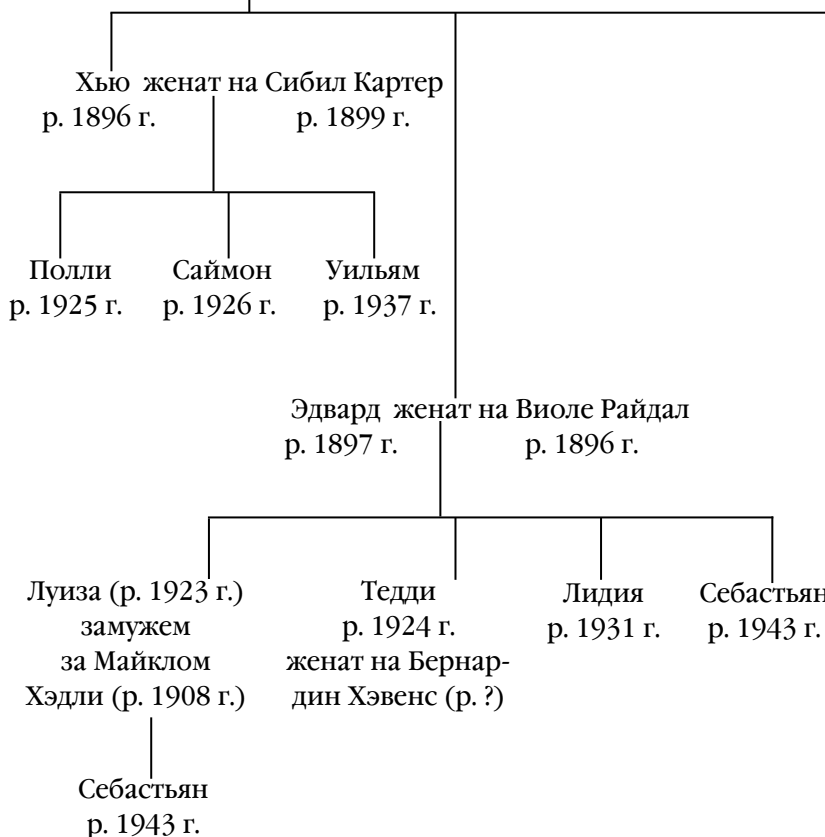 Хью женат на Сибил Картер
р. 1896 г. р. 1899 г.
Полли Саймон Уильям
р. 1925 г. р. 1926 г. р. 1937 г.
Эдвард женат на Виоле Райдал
р. 1897 г. р. 1896 г.
Луиза (р. 1923 г.)
замужем
за Майклом
Хэдли (р. 1908 г.)
Тедди
р. 1924 г.
женат на Бернар-
дин Хэвенс (р. ?)
Лидия
р. 1931 г.
Себастьян
р. 1943 г.
Себастьян
р. 1943 г.